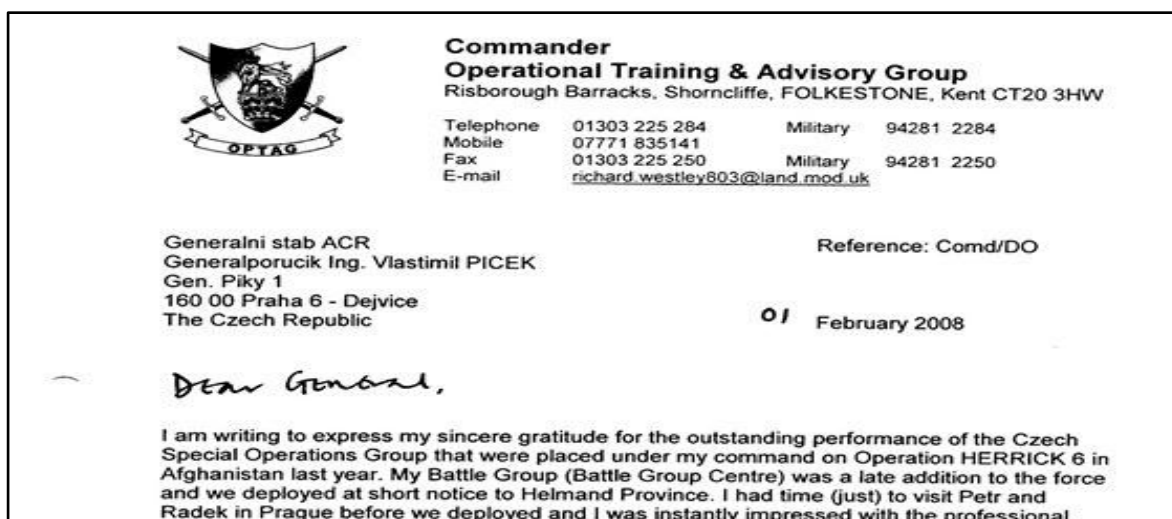 OPTAG
Commander
Operational Training & Advisory Group
Risborough Barracks, Shorncliffe, FOLKESTONE, Kent CT20 3HW
Telephone 01303 225 284 Military 94281 2284
Mobile 07771 835141
Fax 01303 225 250 Military 94281 2250
E-mail richard.westley803@land.mod.uk
Generalni stab ACR
Generalporucik Ing. Vlastimil PICEK
Gen. Piky 1
160 00 Praha 6 - Dejvice
The Czech Republic
Reference: Comd/DO
01 February 2008
Dear General,
I am writing to express my sincere gratitude for the outstanding performance of the Czech
Special Operations Group that were placed under my command on Operation HERRICK 6 in
Afghanistan last year. My Battle Group (Battle Group Centre) was a late addition to the force
and we deployed at short notice to Helmand Province. I had time (just) to visit Petr and
Radek in Prague before we deployed and I was instantly impressed with the professional